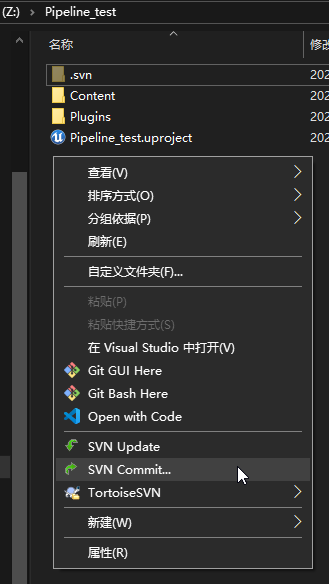 (Z:) › Pipeline_test
名称
修改
.svn
202
Content
202
Plugins
202
Pipeline_test.uproject
202
查看(V)
排序方式(O)
分组依据(P)
刷新(E)
自定义文件夹(F)...
粘贴(P)
粘贴快捷方式(S)
在 Visual Studio 中打开(V)
Git GUI Here
Git Bash Here
Open with Code
SVN Update
SVN Commit...
TortoiseSVN
新建(W)
属性(R)